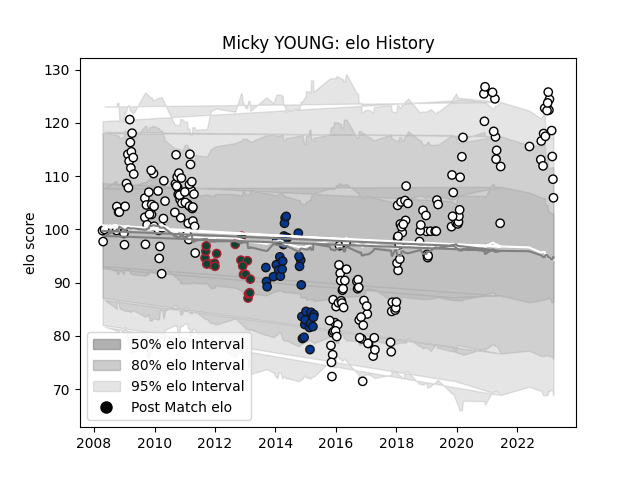 Micky YOUNG: elo History
130
120
110
100
90
80
70
elo score
50% elo Interval
80% elo Interval
95% elo Interval
Post Match elo
2008 2010 2012 2014 2016 2018 2020 2022